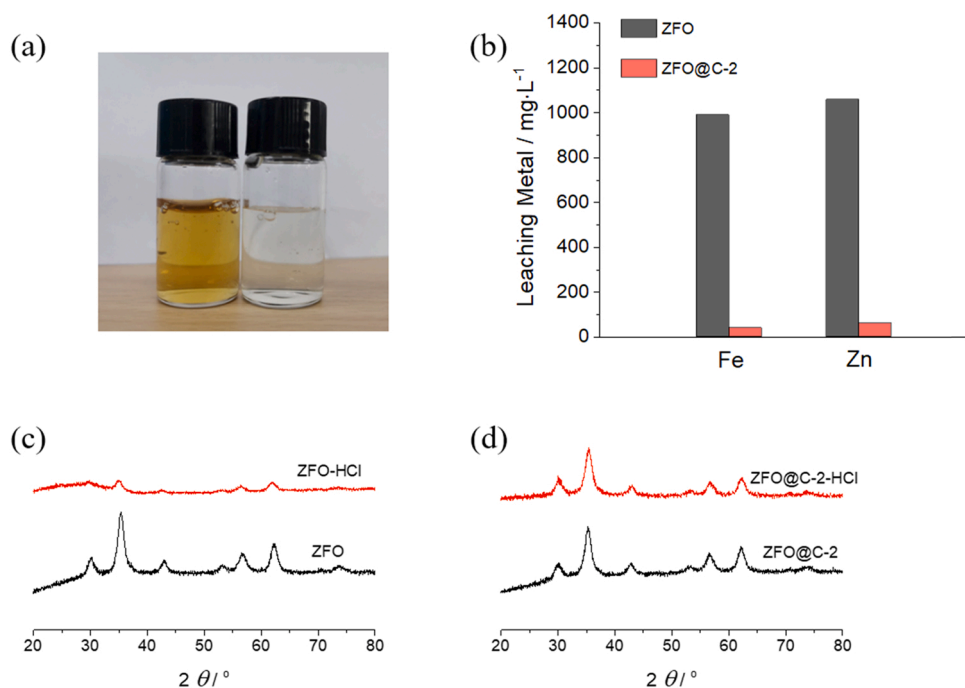 (a)
(b)
Leaching Metal / mg·L⁻¹
1400
1200
1000
800
600
400
200
0
ZFO
ZFO@C-2
Fe
Zn
(c)
ZFO-HCl
ZFO
20 30 40 50 60 70 80
2 θ / °
(d)
ZFO@C-2-HCl
ZFO@C-2
20 30 40 50 60 70 80
2 θ / °